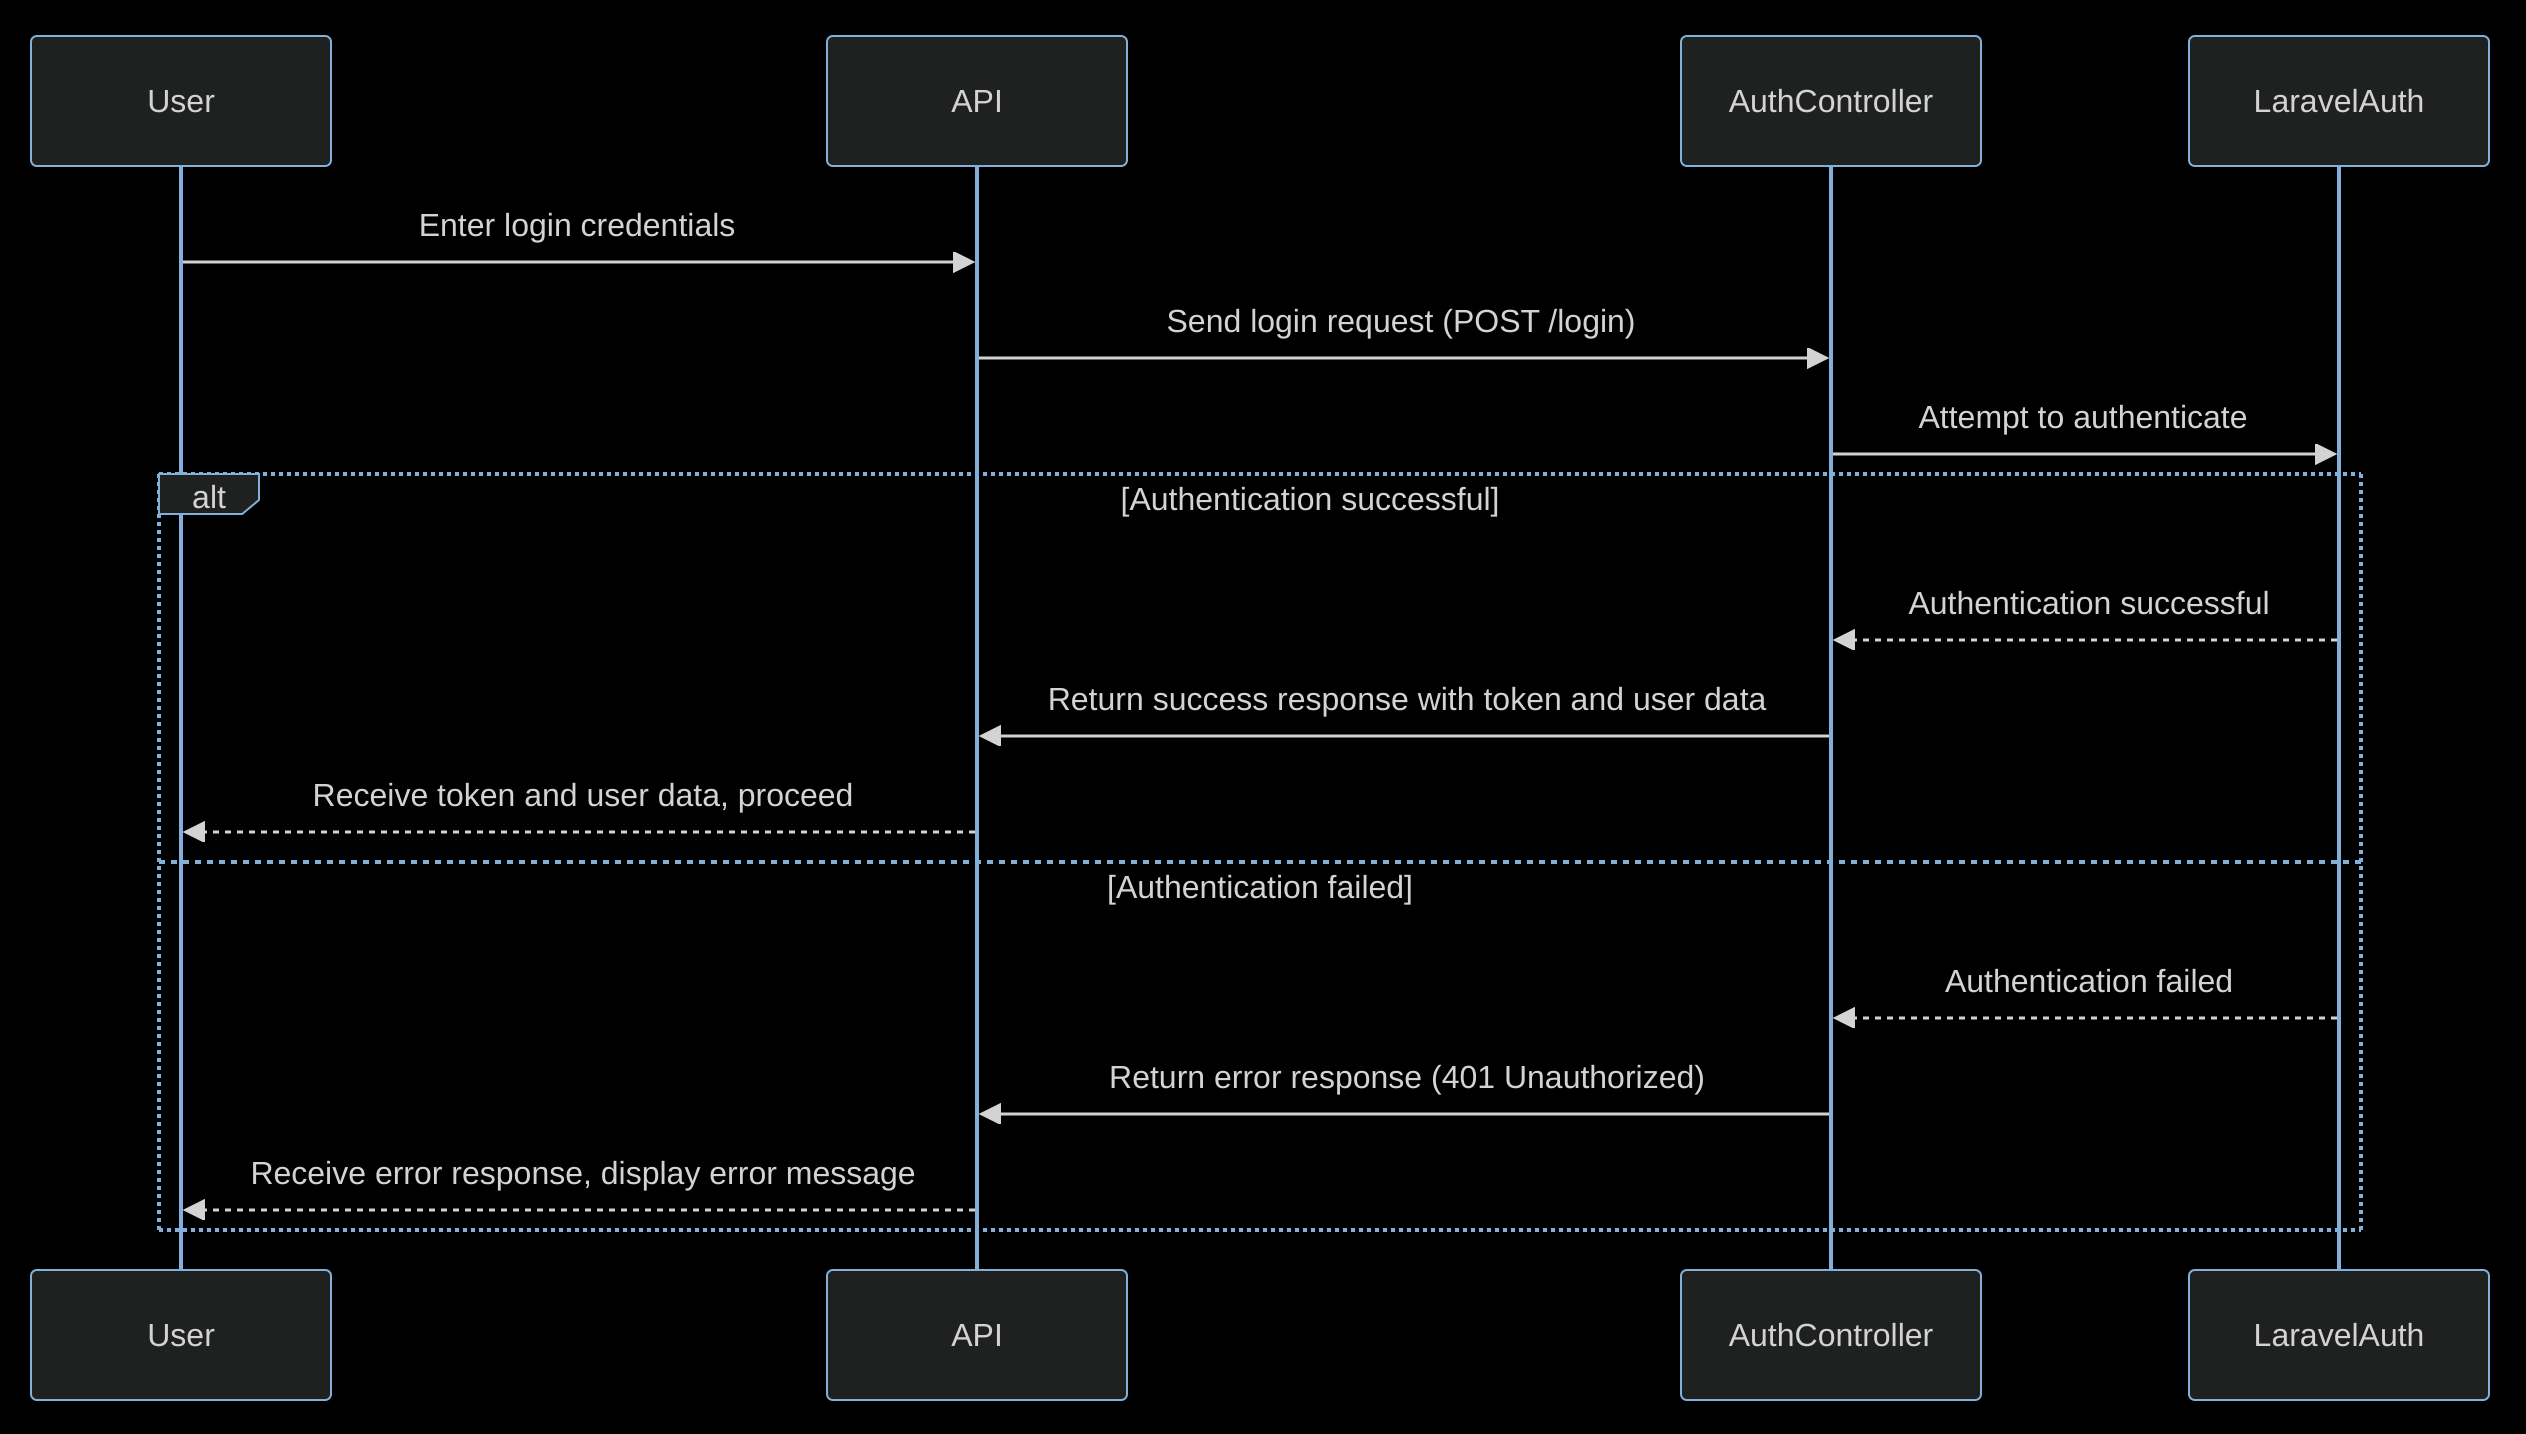 User
API
AuthController
LaravelAuth
Enter login credentials
Send login request (POST /login)
Attempt to authenticate
alt
[Authentication successful]
Authentication successful
Return success response with token and user data
Receive token and user data, proceed
[Authentication failed]
Authentication failed
Return error response (401 Unauthorized)
Receive error response, display error message
User
API
AuthController
LaravelAuth